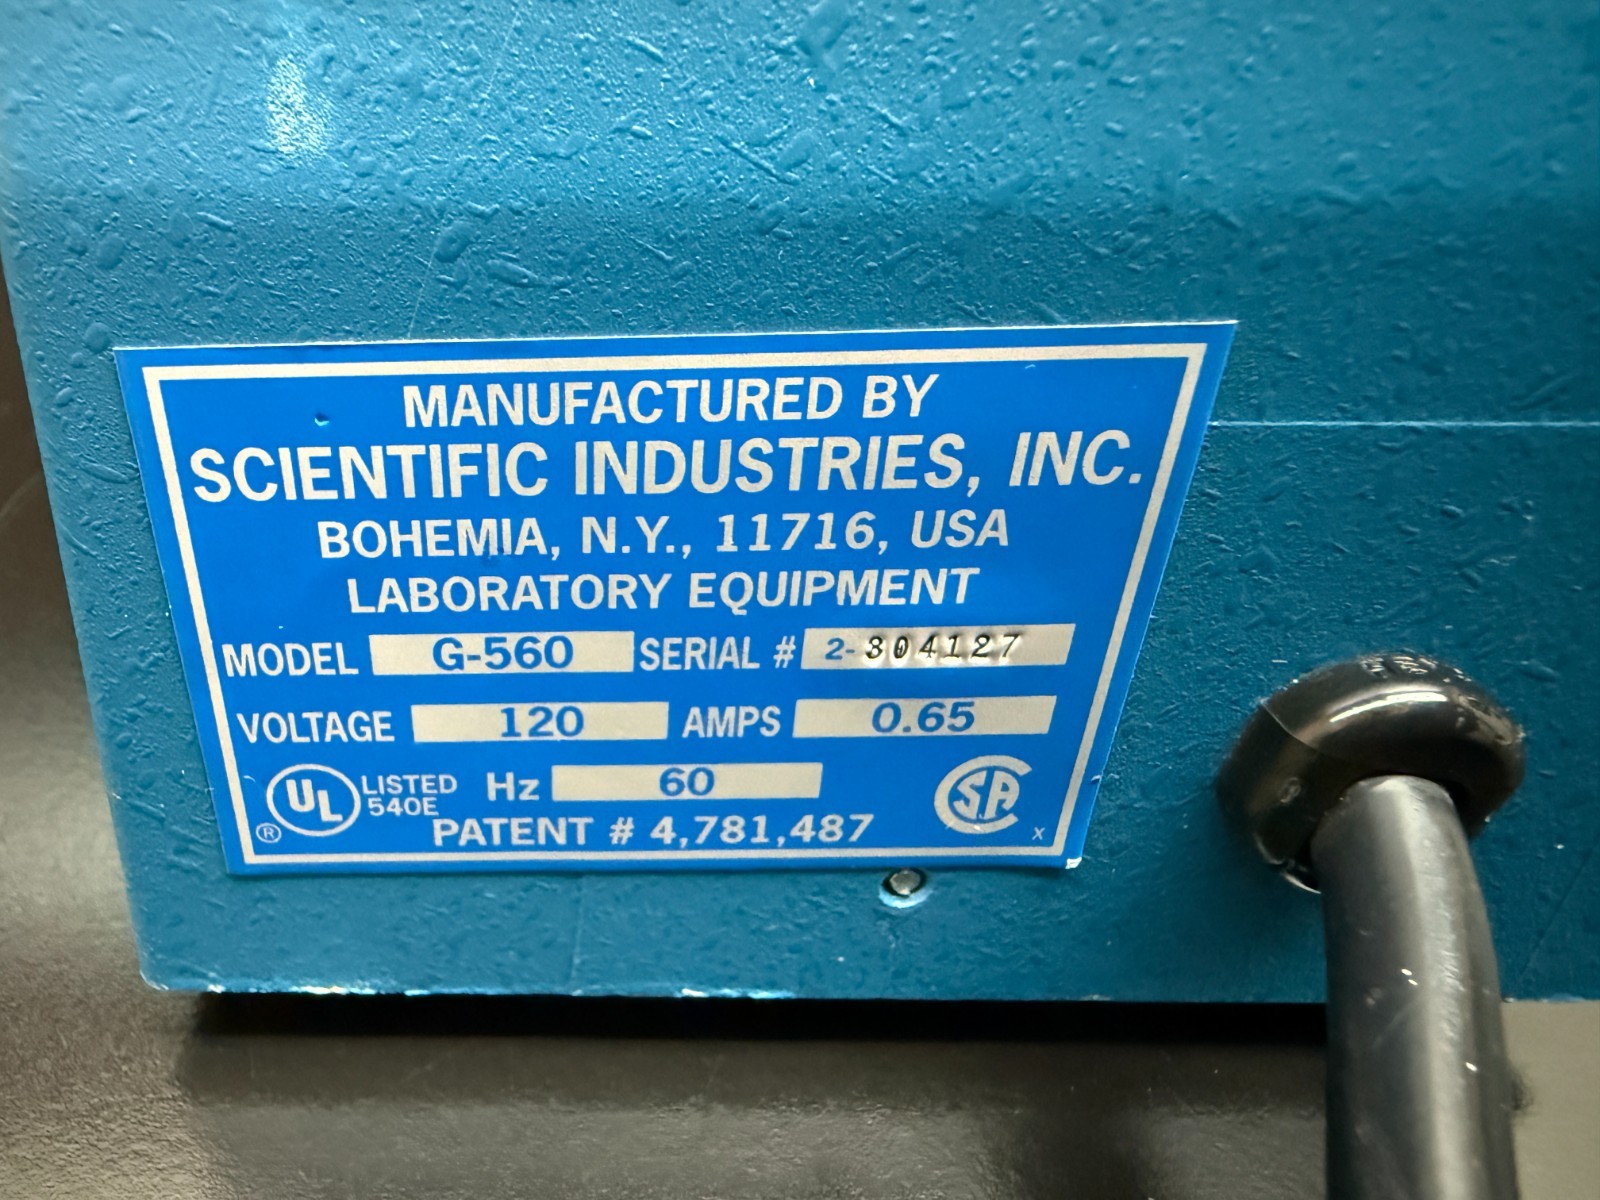 MANUFACTURED BY
SCIENTIFIC INDUSTRIES, INC.
BOHEMIA, N.Y., 11716, USA
LABORATORY EQUIPMENT
MODEL G-560 SERIAL # 2-304127
VOLTAGE 120 AMPS 0.65
UL LISTED 540E Hz 60
® PATENT # 4,781,487 SA x